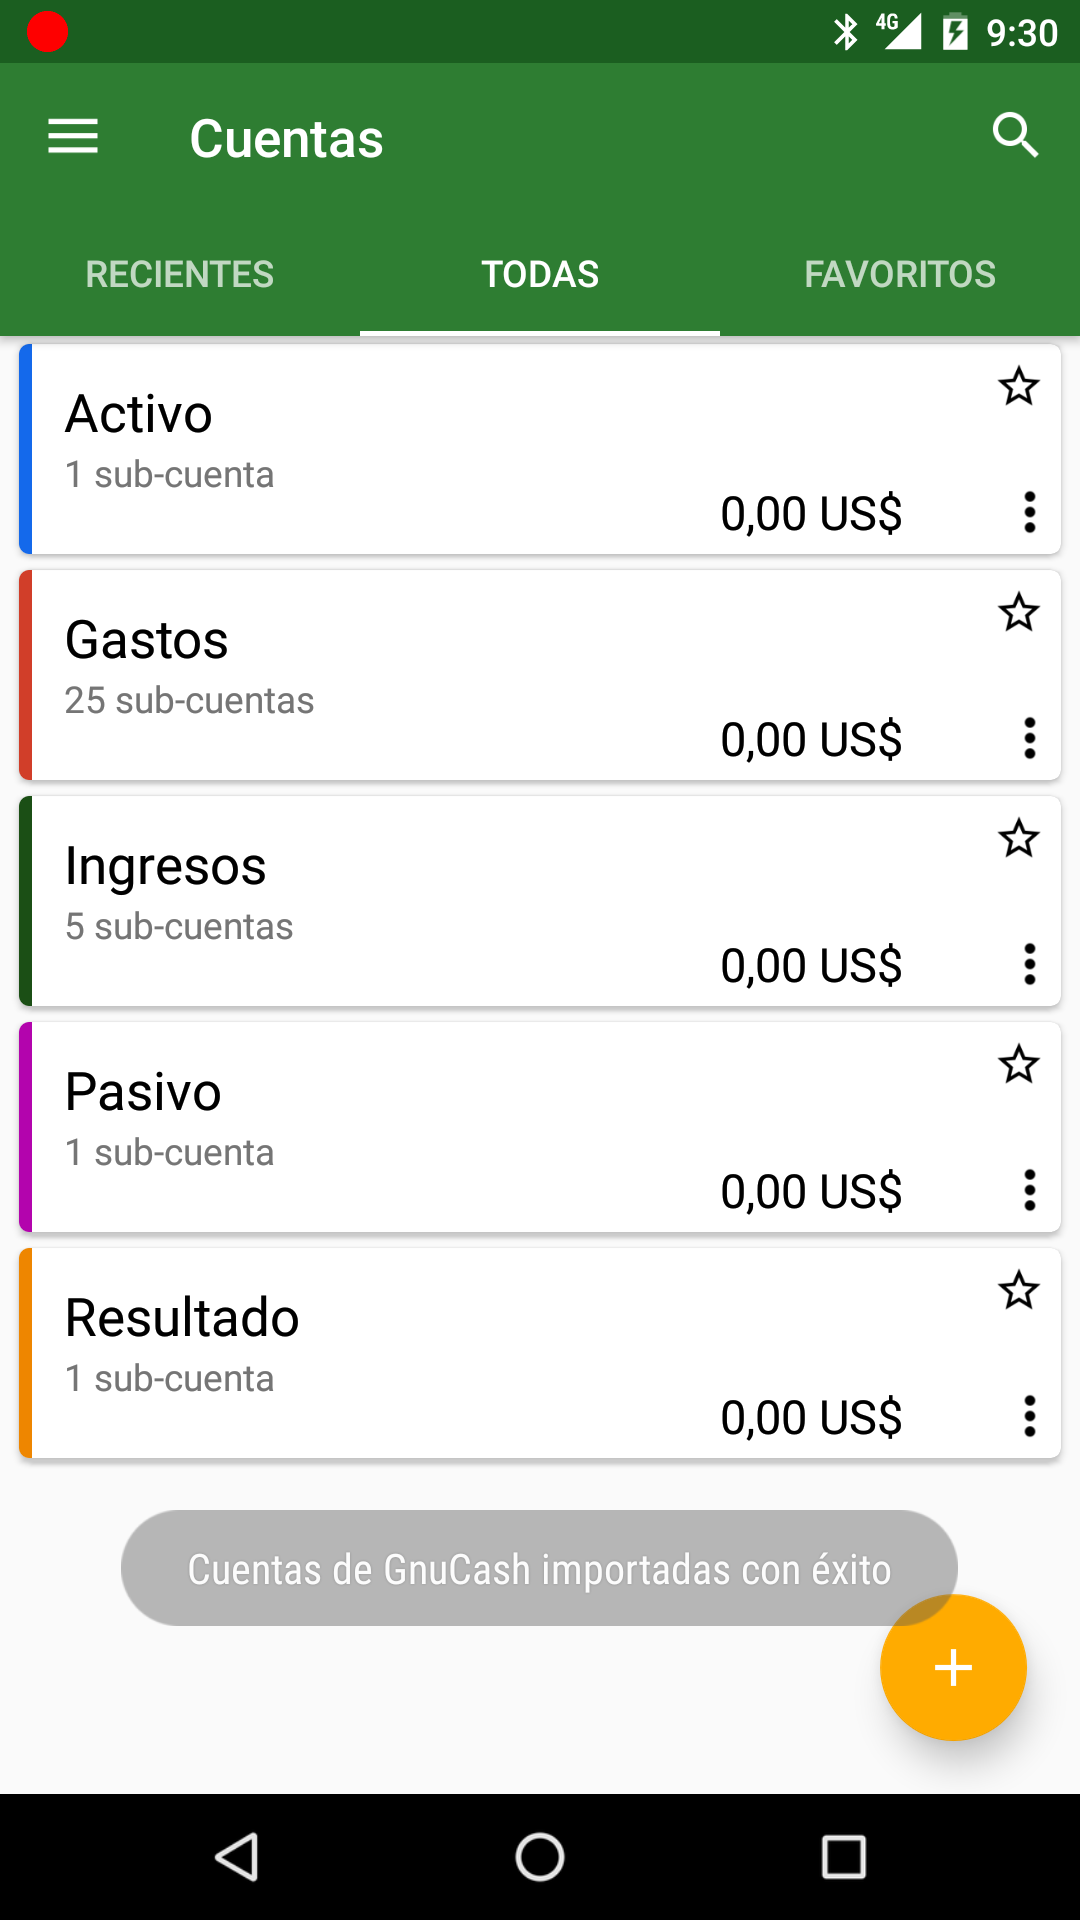 4G 9:30
Cuentas
RECIENTES TODAS FAVORITOS
Activo
1 sub-cuenta
0,00 US$
Gastos
25 sub-cuentas
0,00 US$
Ingresos
5 sub-cuentas
0,00 US$
Pasivo
1 sub-cuenta
0,00 US$
Resultado
1 sub-cuenta
0,00 US$
Cuentas de GnuCash importadas con éxito